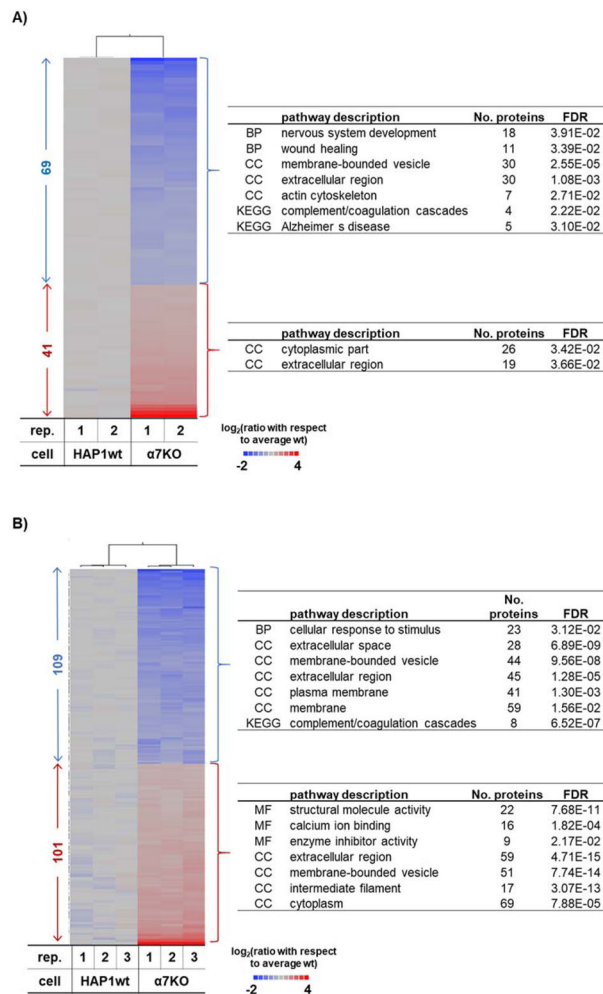 A)
69
41
pathway description No. proteins FDR
BP nervous system development 18 3.91E-02
BP wound healing 11 3.39E-02
CC membrane-bounded vesicle 30 2.55E-05
CC extracellular region 30 1.08E-03
CC actin cytoskeleton 7 2.71E-02
KEGG complement/coagulation cascades 4 2.22E-02
KEGG Alzheimer s disease 5 3.10E-02
pathway description No. proteins FDR
CC cytoplasmic part 26 3.42E-02
CC extracellular region 19 3.66E-02
rep. 1 2 1 2
cell HAP1wt α7KO
log2(ratio with respect
to average wt)
-2 4
B)
109
101
No.
pathway description proteins FDR
BP cellular response to stimulus 23 3.12E-02
CC extracellular space 28 6.89E-09
CC membrane-bounded vesicle 44 9.56E-08
CC extracellular region 45 1.28E-05
CC plasma membrane 41 1.30E-03
CC membrane 59 1.56E-02
KEGG complement/coagulation cascades 8 6.52E-07
pathway description No. proteins FDR
MF structural molecule activity 22 7.68E-11
MF calcium ion binding 16 1.82E-04
MF enzyme inhibitor activity 9 2.17E-02
CC extracellular region 59 4.71E-15
CC membrane-bounded vesicle 51 7.74E-14
CC intermediate filament 17 3.07E-13
CC cytoplasm 69 7.88E-05
rep. 1 2 3 1 2 3
cell HAP1wt α7KO
log2(ratio with respect
to average wt)
-2 4